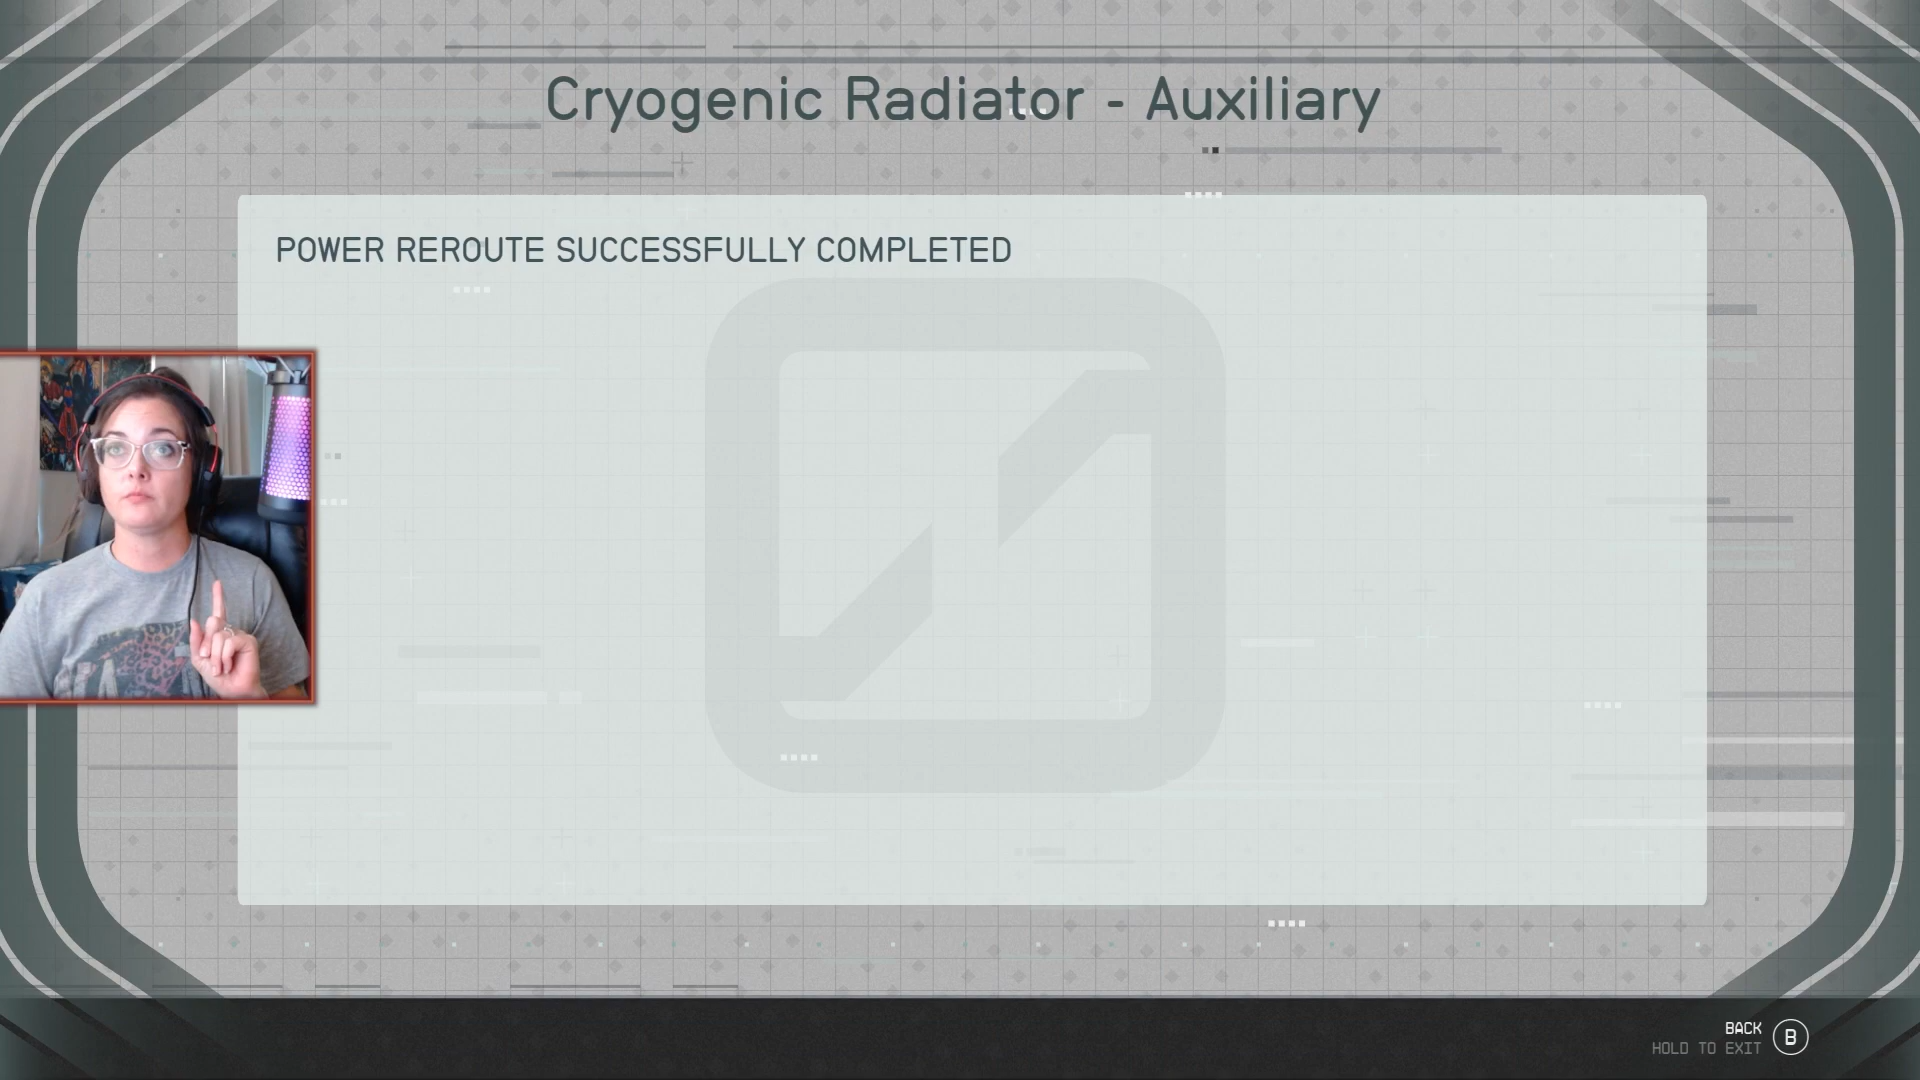 Cryogenic Radiator - Auxiliary
POWER REROUTE SUCCESSFULLY COMPLETED
BACK
HOLD TO EXIT
B